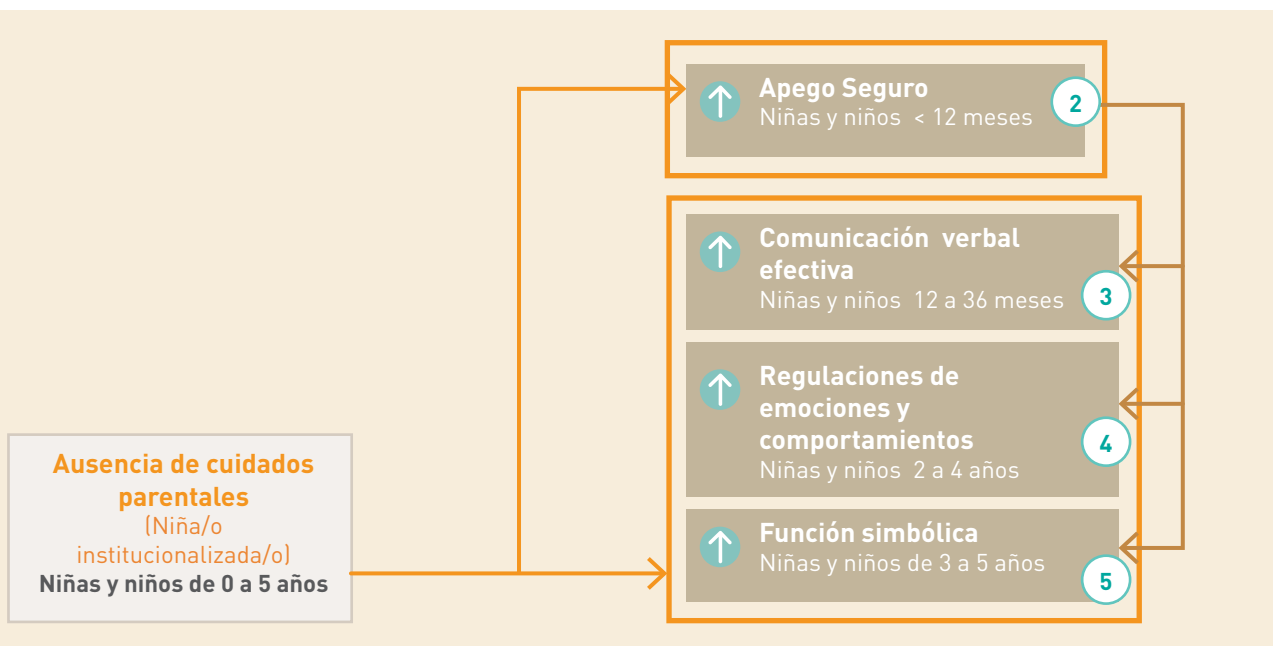 Apego Seguro
Niñas y niños  < 12 meses
2
Comunicación  verbal
efectiva
Niñas y niños  12 a 36 meses
3
Regulaciones de
emociones y
comportamientos
Niñas y niños  2 a 4 años
4
Función simbólica
Niñas y niños de 3 a 5 años
5
Ausencia de cuidados
parentales
(Niña/o
institucionalizada/o)
Niñas y niños de 0 a 5 años